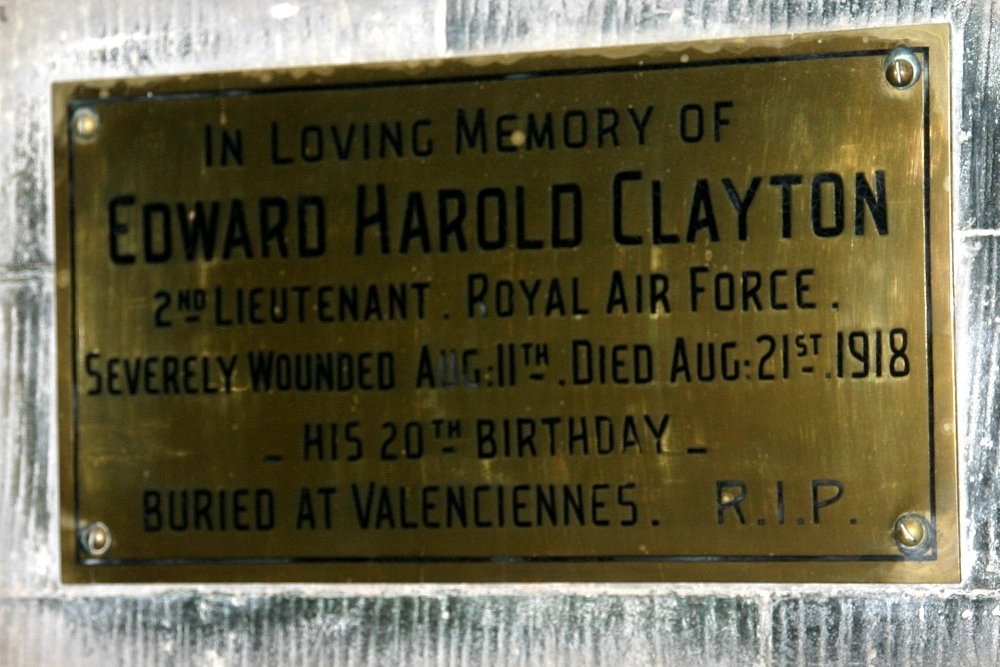 IN LOVING MEMORY OF
EDWARD HAROLD CLAYTON
2ND LIEUTENANT . ROYAL AIR FORCE .
SEVERELY WOUNDED AUG: 11TH . DIED AUG: 21ST . 1918
_ HIS 20TH BIRTHDAY _
BURIED AT VALENCIENNES . R.I.P.